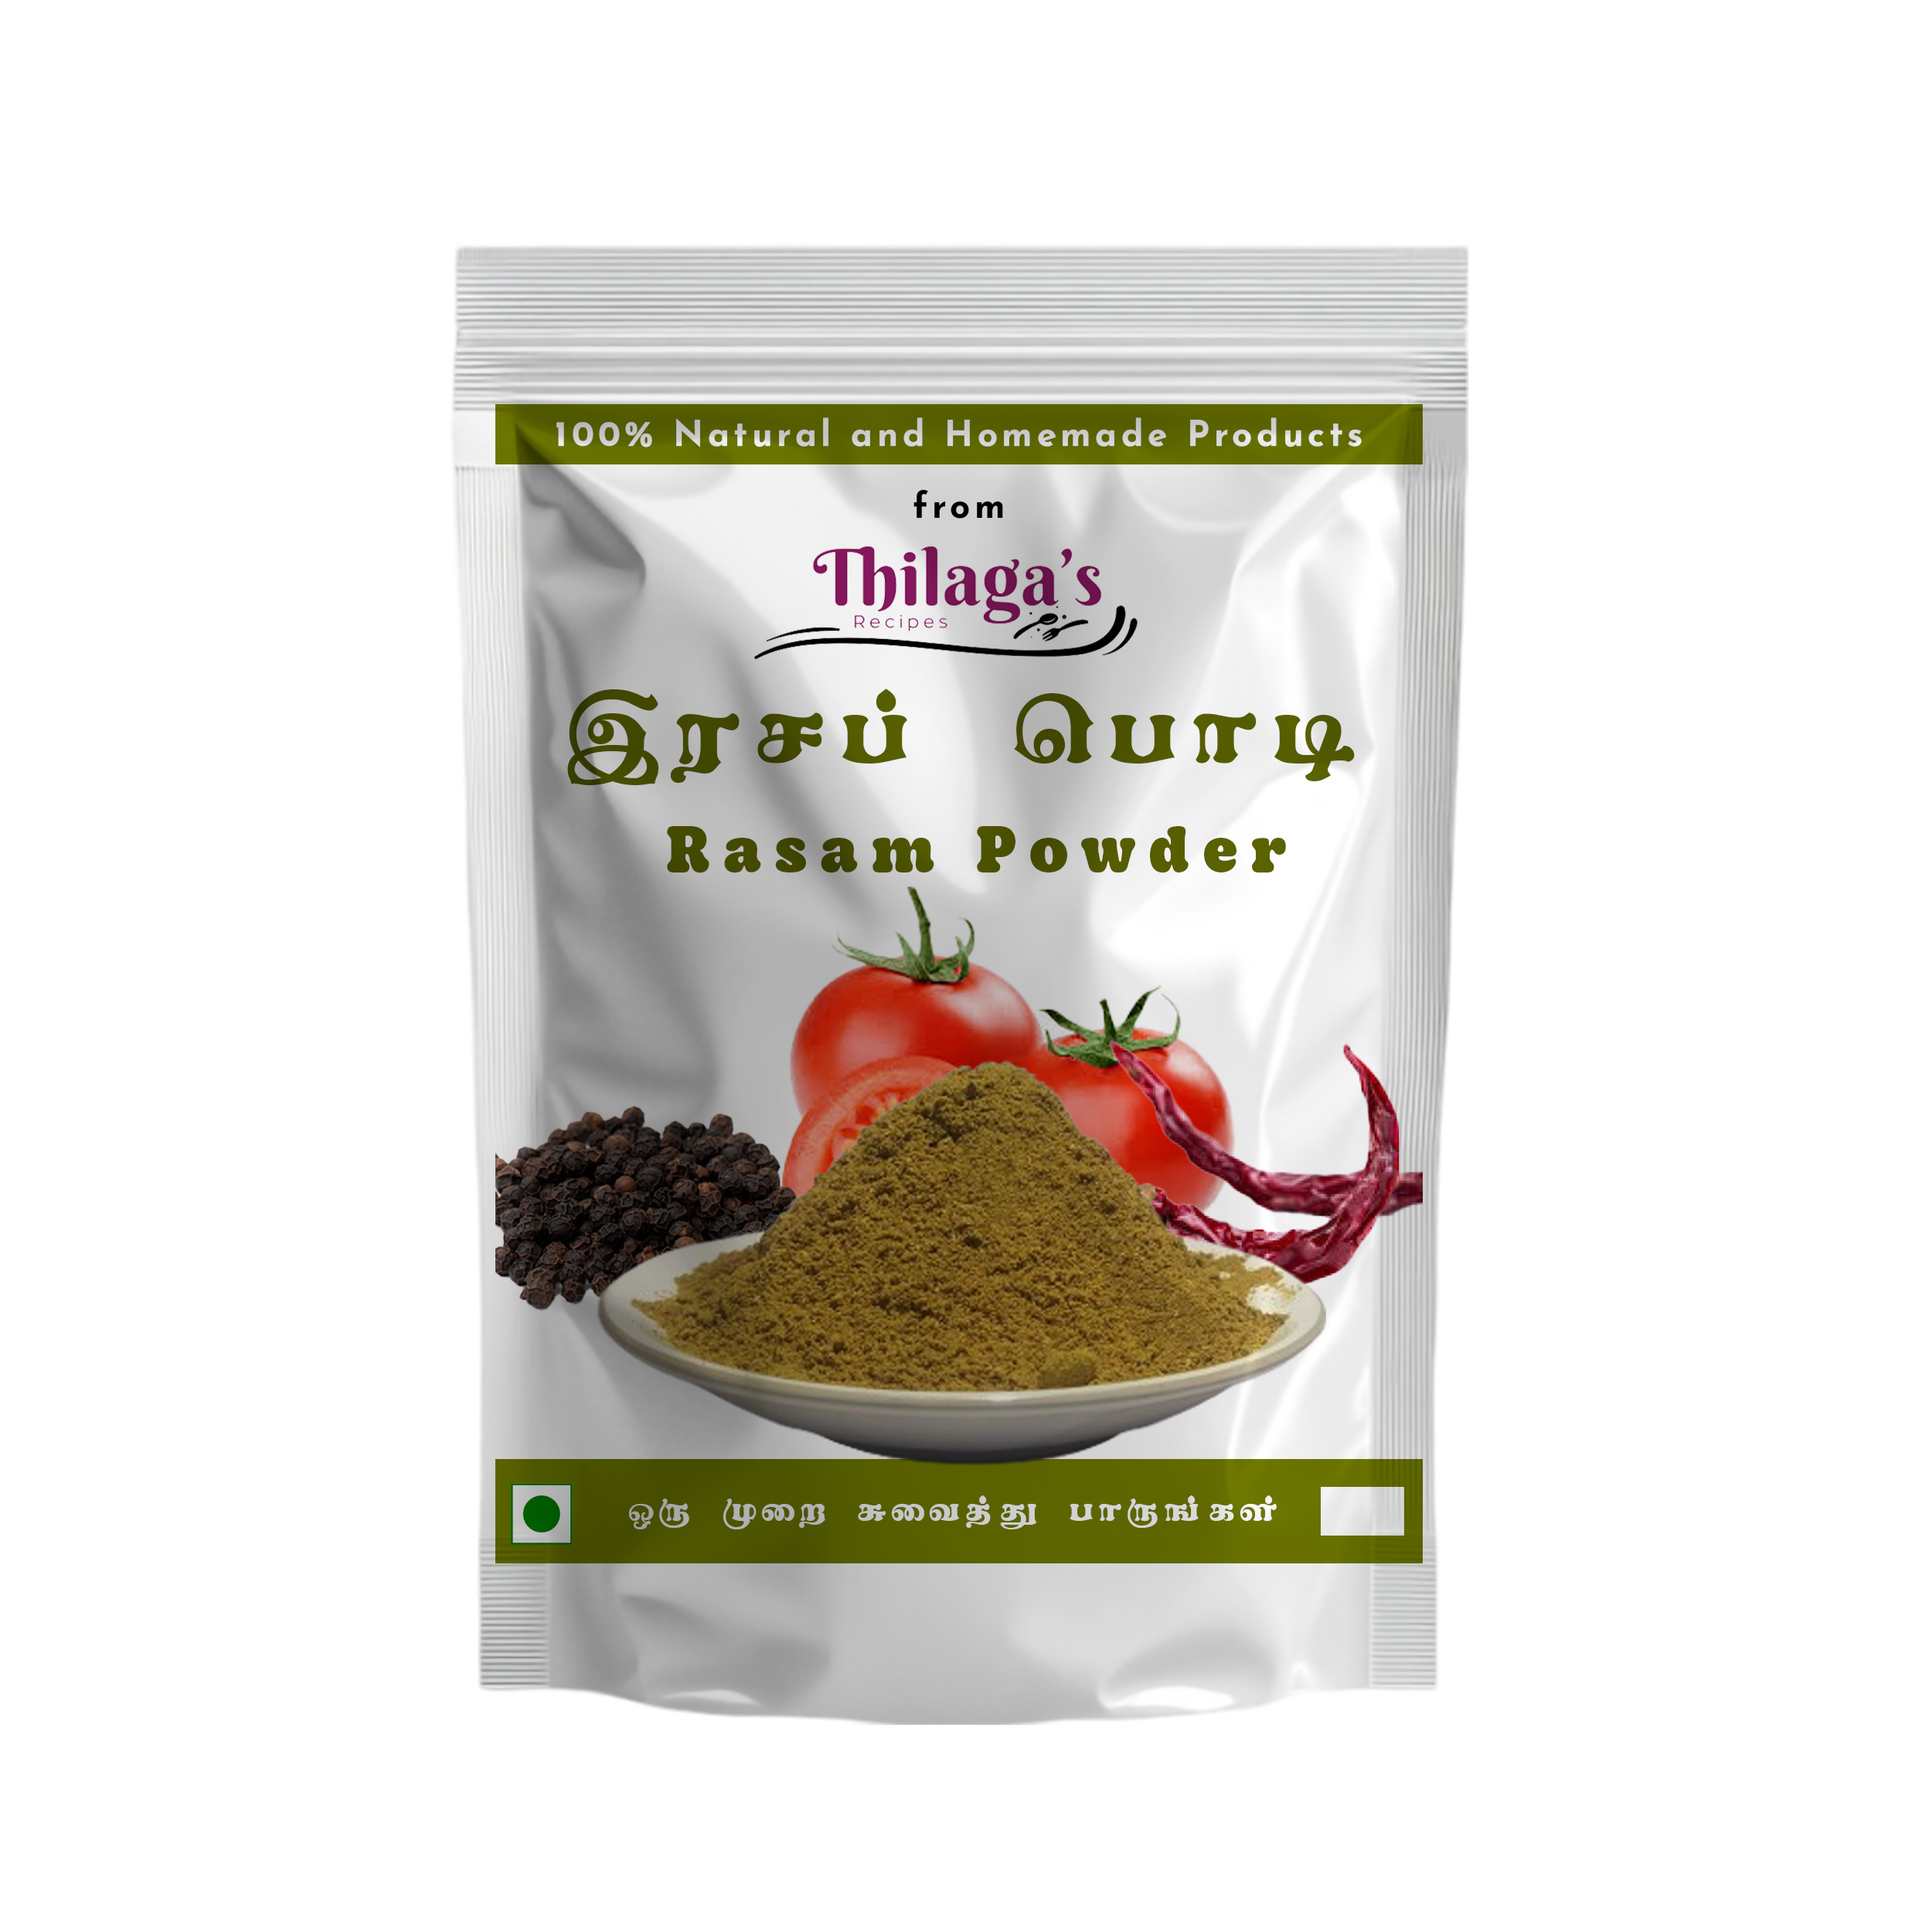 100% Natural and Homemade Products
from
Thilaga's
Recipes
இரசப் பொடி
Rasam Powder
ஒரு முறை சுவைத்து பாருங்கள்